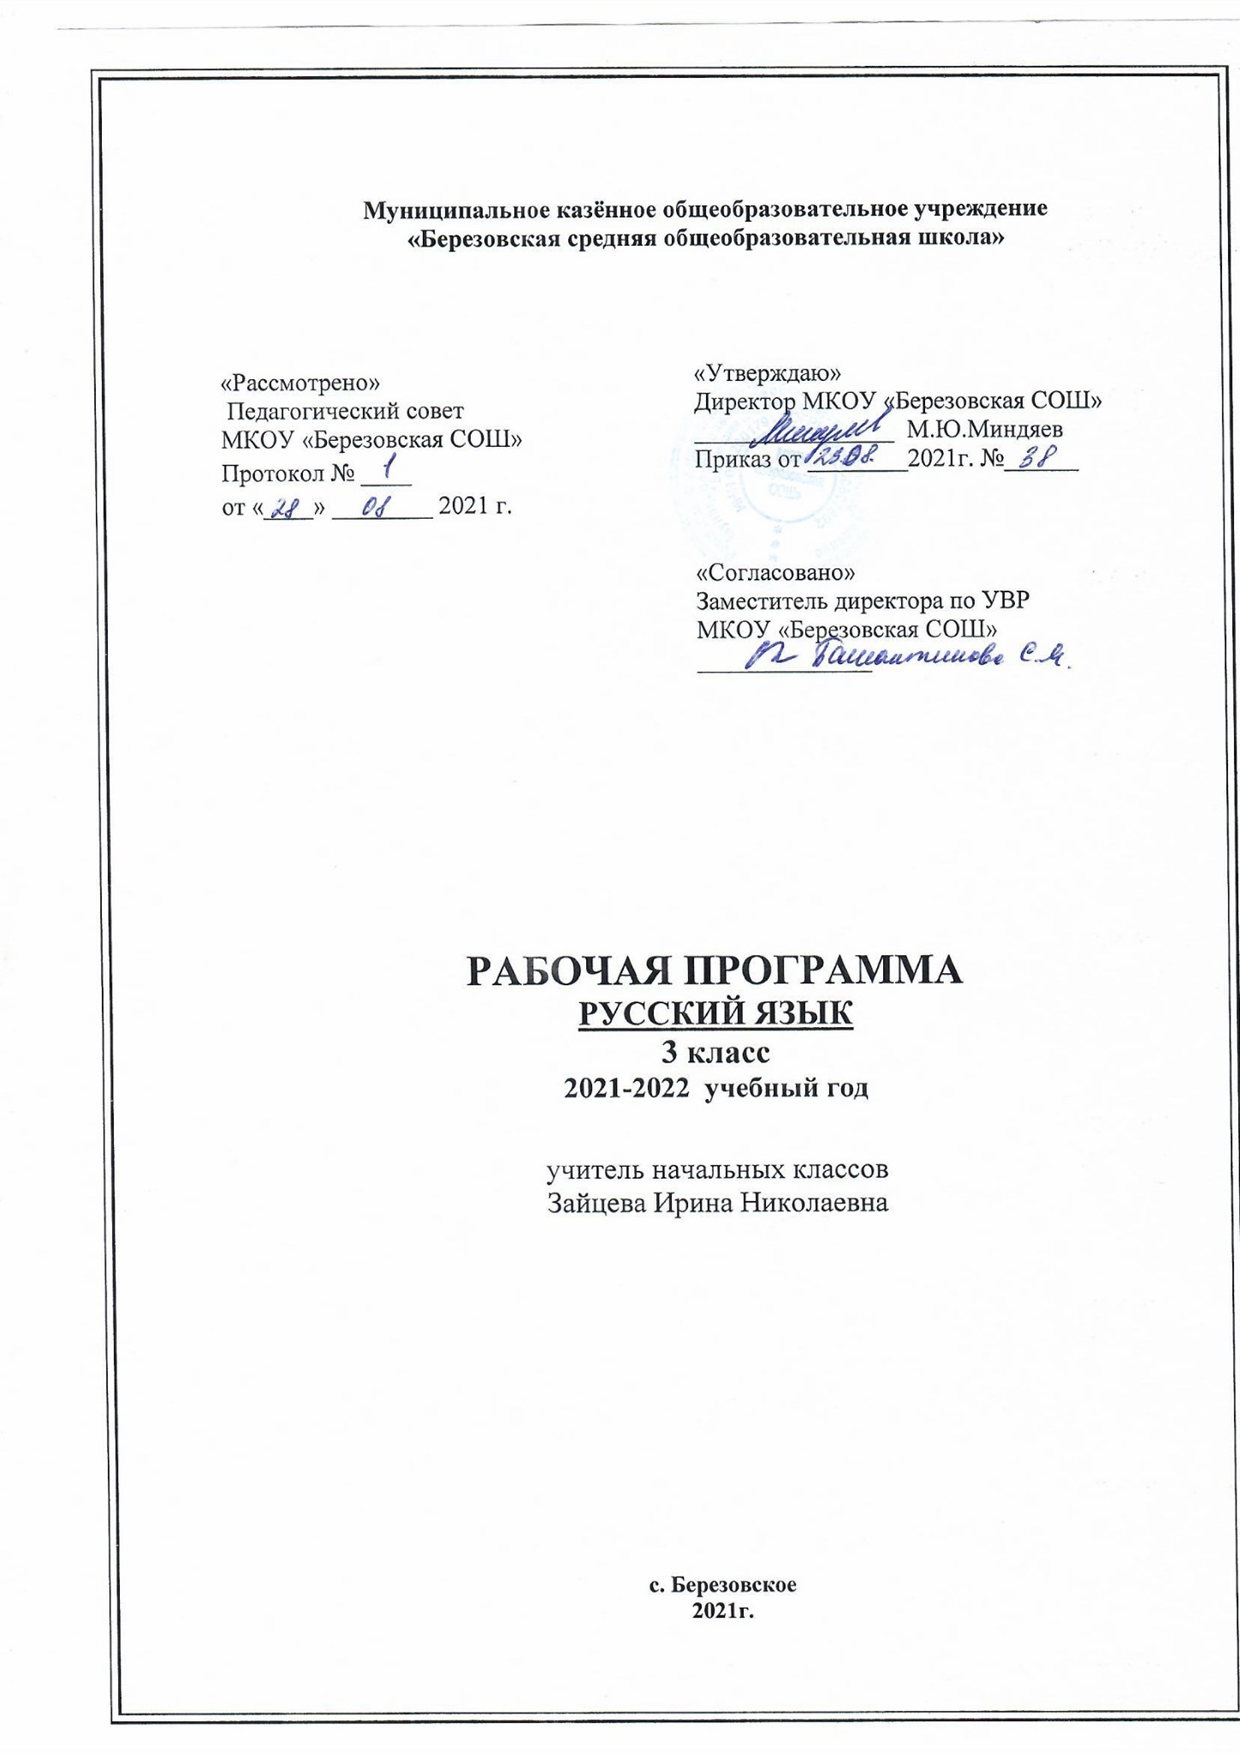 Муниципальное казённое общеобразовательное учреждение
«Березовская средняя общеобразовательная школа»
«Рассмотрено»
Педагогический совет
МКОУ «Березовская СОШ»
Протокол № 1
от «28» 08 2021 г.
«Утверждаю»
Директор МКОУ «Березовская СОШ»
М.Ю.Миндяев
Приказ от 29.08. 2021г. № 38
«Согласовано»
Заместитель директора по УВР
МКОУ «Березовская СОШ»
С.М.
РАБОЧАЯ ПРОГРАММА
РУССКИЙ ЯЗЫК
3 класс
2021-2022 учебный год
учитель начальных классов
Зайцева Ирина Николаевна
с. Березовское
2021г.